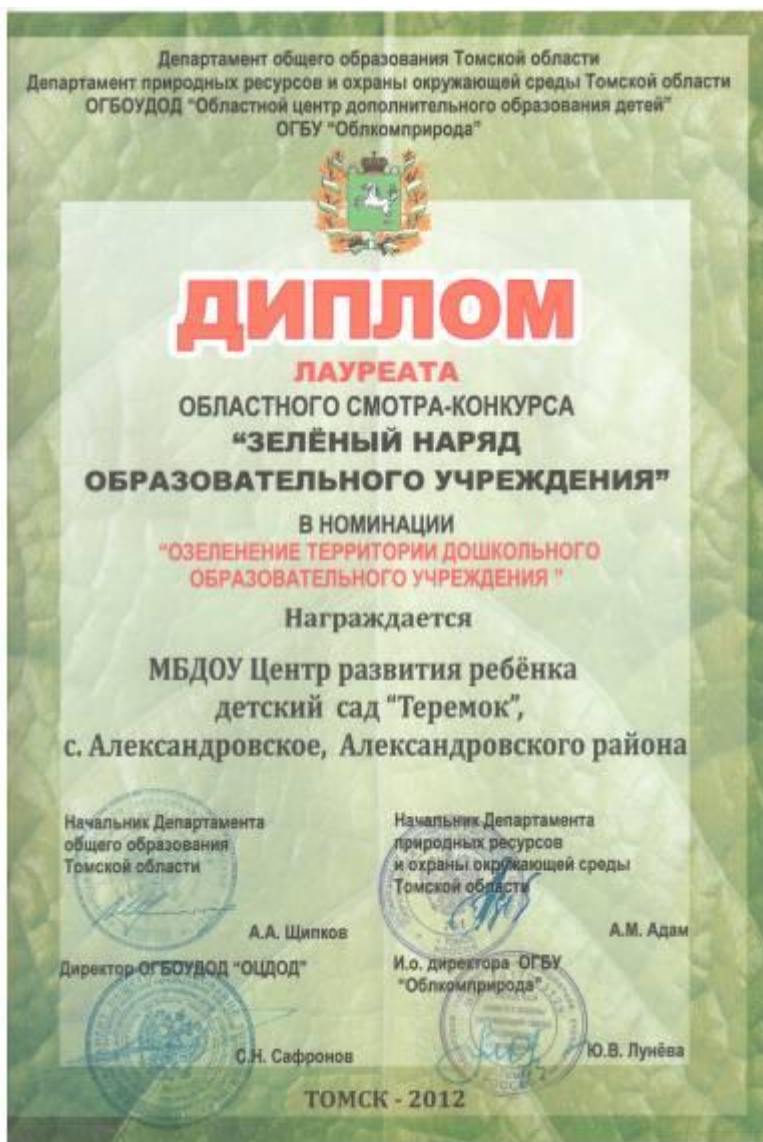 Департамент общего образования Томской области
Департамент природных ресурсов и охраны окружающей среды Томской области
ОГБОУДОД "Областной центр дополнительного образования детей"
ОГБУ "Облкомприрода"
ДИПЛОМ
ЛАУРЕАТА
ОБЛАСТНОГО СМОТРА-КОНКУРСА
"ЗЕЛЁНЫЙ НАРЯД
ОБРАЗОВАТЕЛЬНОГО УЧРЕЖДЕНИЯ"
В НОМИНАЦИИ
"ОЗЕЛЕНЕНИЕ ТЕРРИТОРИИ ДОШКОЛЬНОГО
ОБРАЗОВАТЕЛЬНОГО УЧРЕЖДЕНИЯ "
Награждается
МБДОУ Центр развития ребёнка
детский сад "Теремок",
с. Александровское, Александровского района
Начальник Департамента
общего образования
Томской области
А.А. Щипков
Начальник Департамента
природных ресурсов
и охраны окружающей среды
Томской области
А.М. Адам
Директор ОГБОУДОД "ОЦДОД"
С.Н. Сафронов
И.о. директора ОГБУ
"Облкомприрода"
Ю.В. Лунёва
ТОМСК - 2012